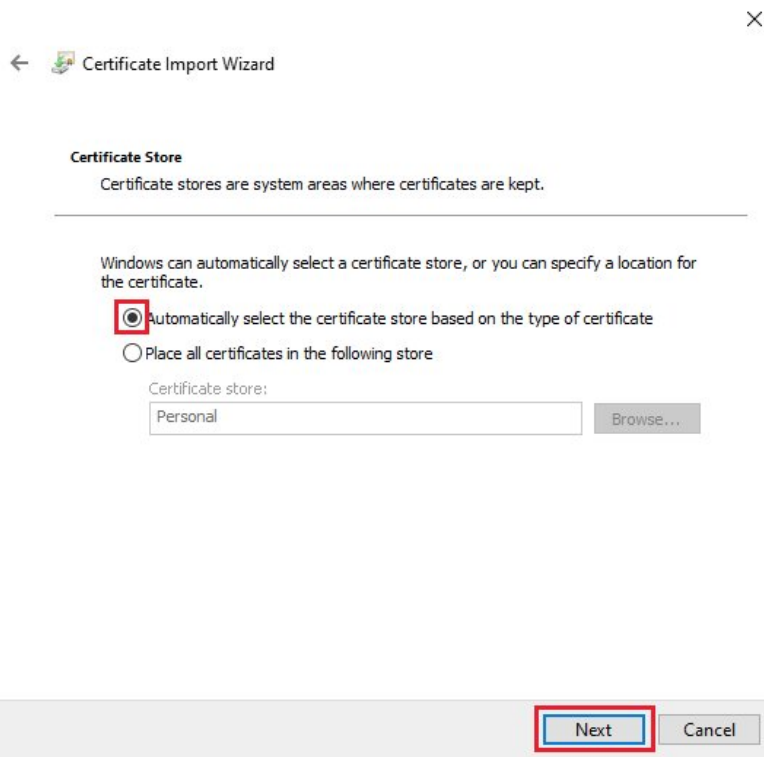 Certificate Import Wizard
Certificate Store
Certificate stores are system areas where certificates are kept.
Windows can automatically select a certificate store, or you can specify a location for
the certificate.
Automatically select the certificate store based on the type of certificate
Place all certificates in the following store
Certificate store:
Personal
Browse...
Next
Cancel